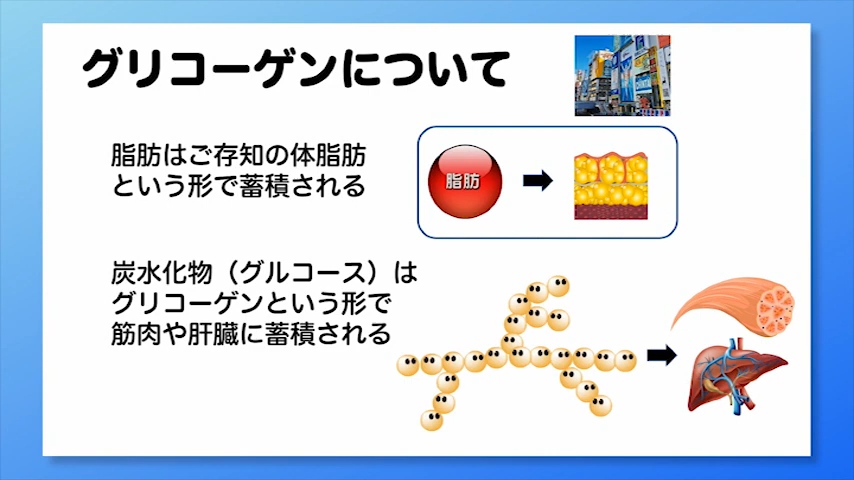 グリコーゲンについて
脂肪はご存知の体脂肪
という形で蓄積される
脂肪
炭水化物（グルコース）は
グリコーゲンという形で
筋肉や肝臓に蓄積される